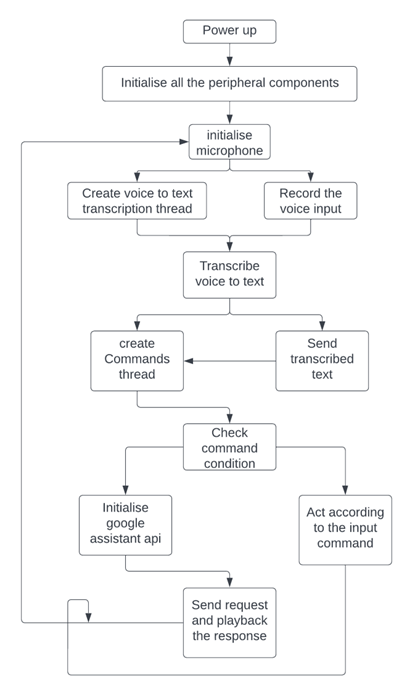 Power up
Initialise all the peripheral components
initialise
microphone
Create voice to text
transcription thread
Record the
voice input
Transcribe
voice to text
create
Commands
thread
Send
transcribed
text
Check
command
condition
Initialise
google
assistant api
Act according
to the input
command
Send request
and playback
the response